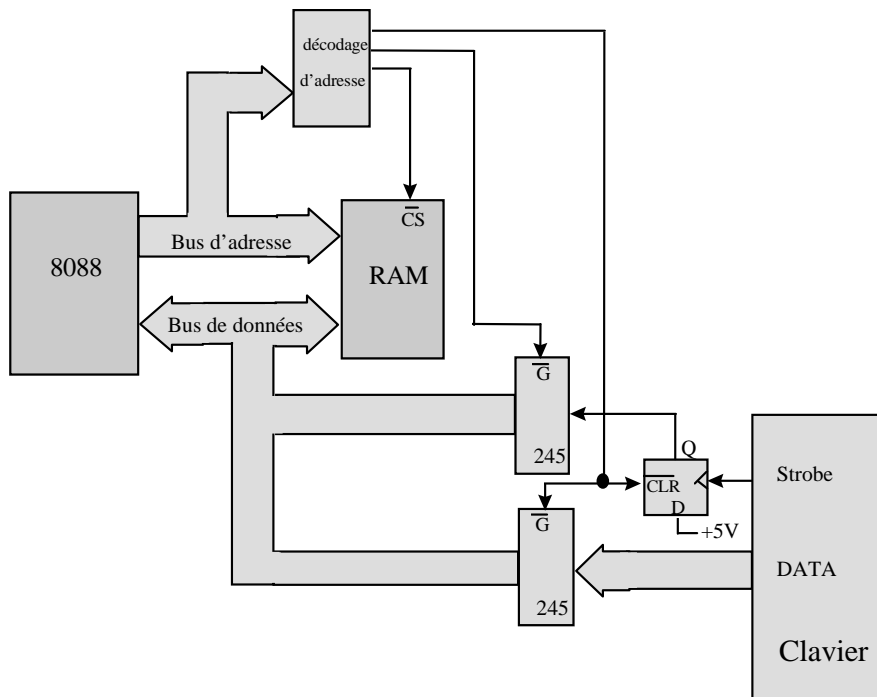 décodage
d'adresse
CS
Bus d'adresse
8088
RAM
Bus de données
G
245
Q
CLR
D
+5V
Strobe
G
245
DATA
Clavier